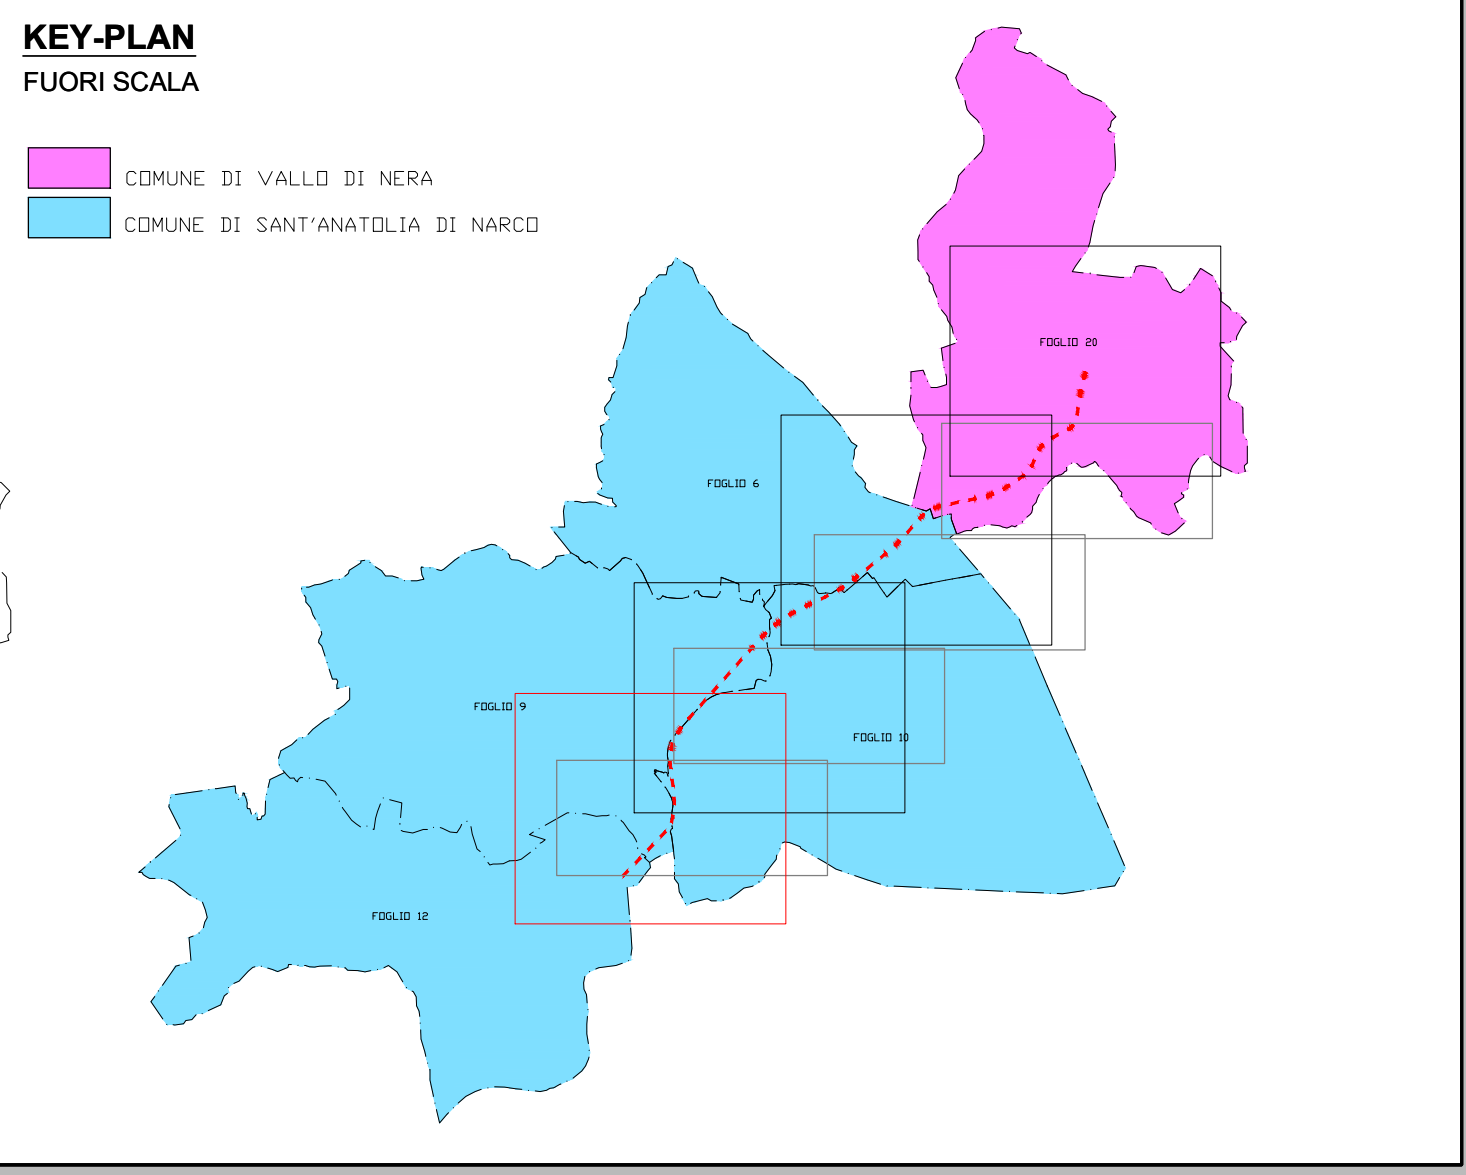 KEY-PLAN
FUORI SCALA
COMUNE DI VALLO DI NERA
COMUNE DI SANT'ANATOLIA DI NARCO
FOGLIO 20
FOGLIO 6
FOGLIO 9
FOGLIO 10
FOGLIO 12